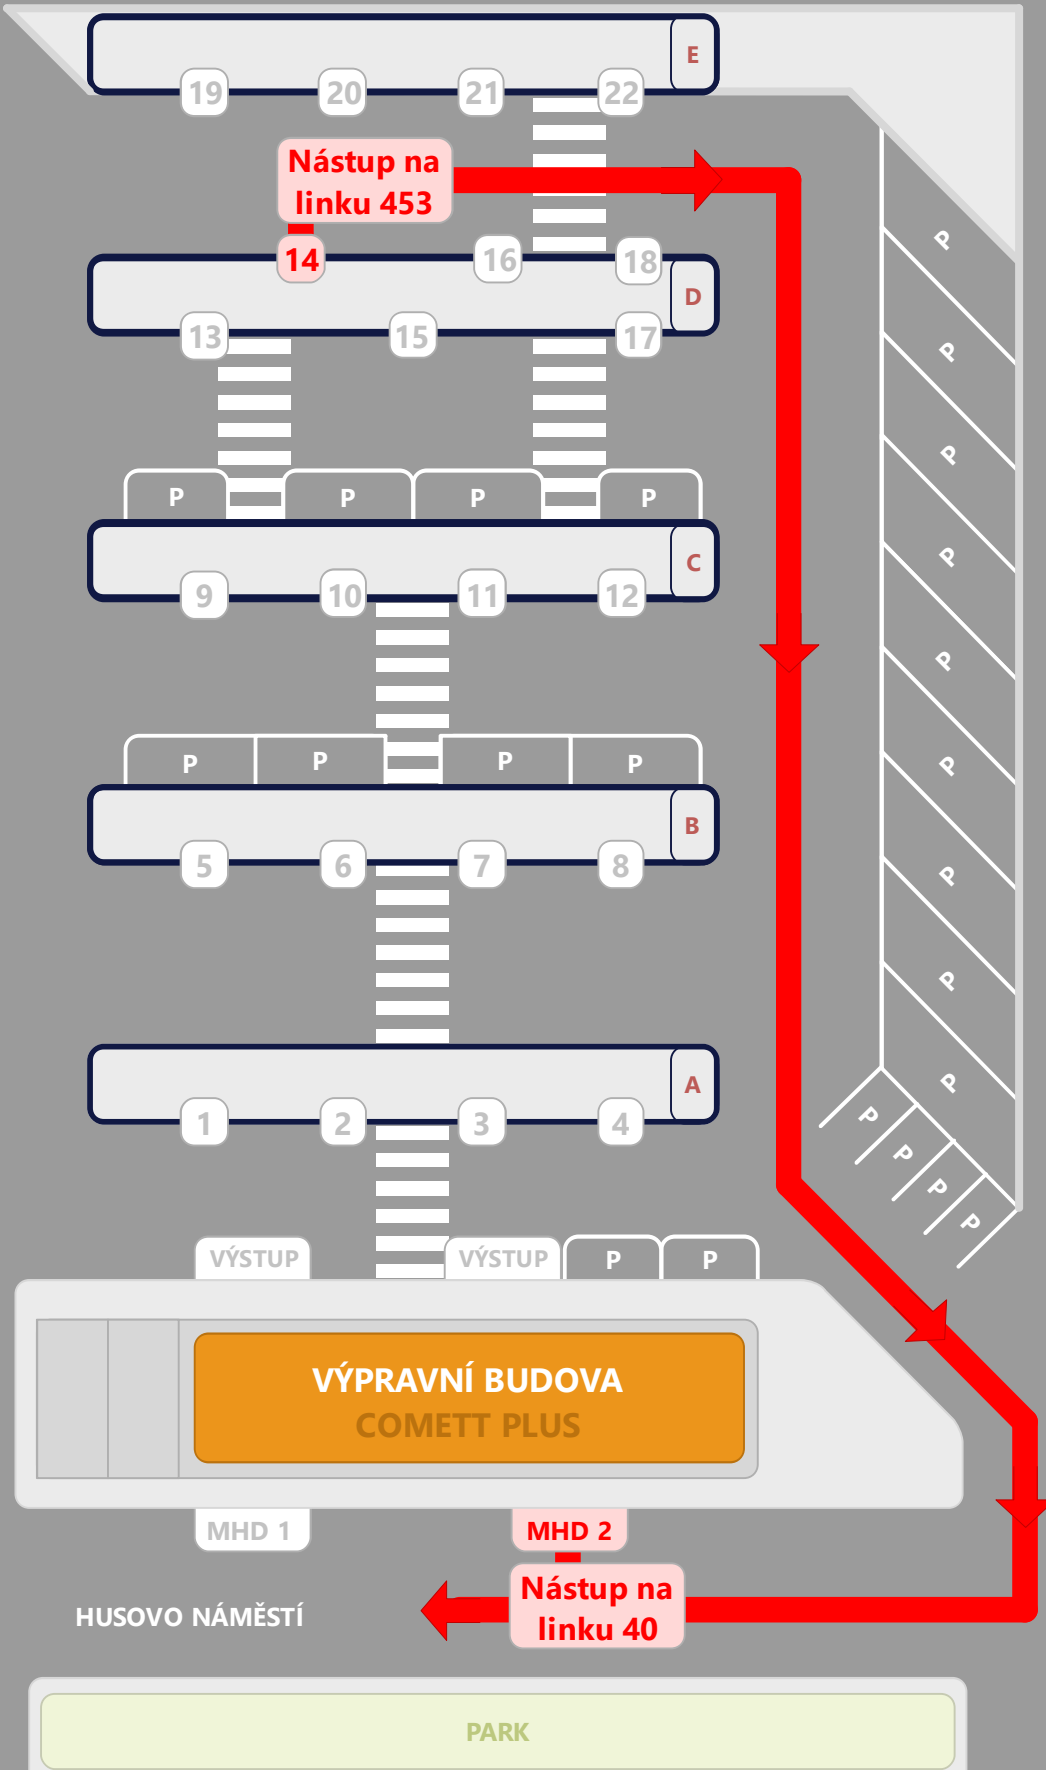 E
19
20
21
22
Nástup na
linku 453
P
14
16
18
D
13
15
17
P
P
P
P
P
P
P
C
9
10
11
12
P
P
P
P
P
P
B
5
6
7
8
P
P
A
P
1
2
3
4
P
P
P
P
VÝSTUP
VÝSTUP
P
P
VÝPRAVNÍ BUDOVA
COMETT PLUS
MHD 1
MHD 2
Nástup na
linku 40
HUSOVO NÁMĚSTÍ
PARK